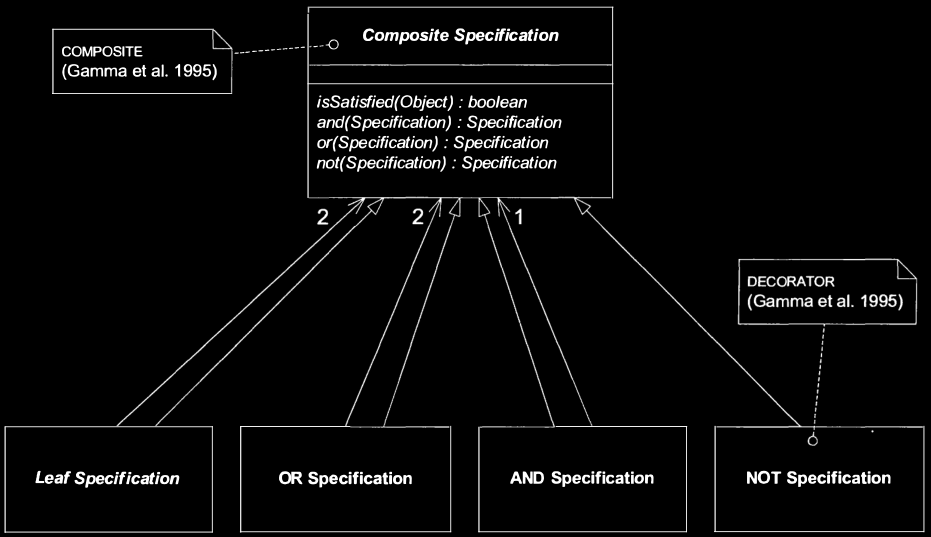 Composite Specification
COMPOSITE
(Gamma et al. 1995)
isSatisfied(Object) : boolean
and(Specification) : Specification
or(Specification) : Specification
not(Specification) : Specification
2
2
1
DECORATOR
(Gamma et al. 1995)
Leaf Specification
OR Specification
AND Specification
NOT Specification